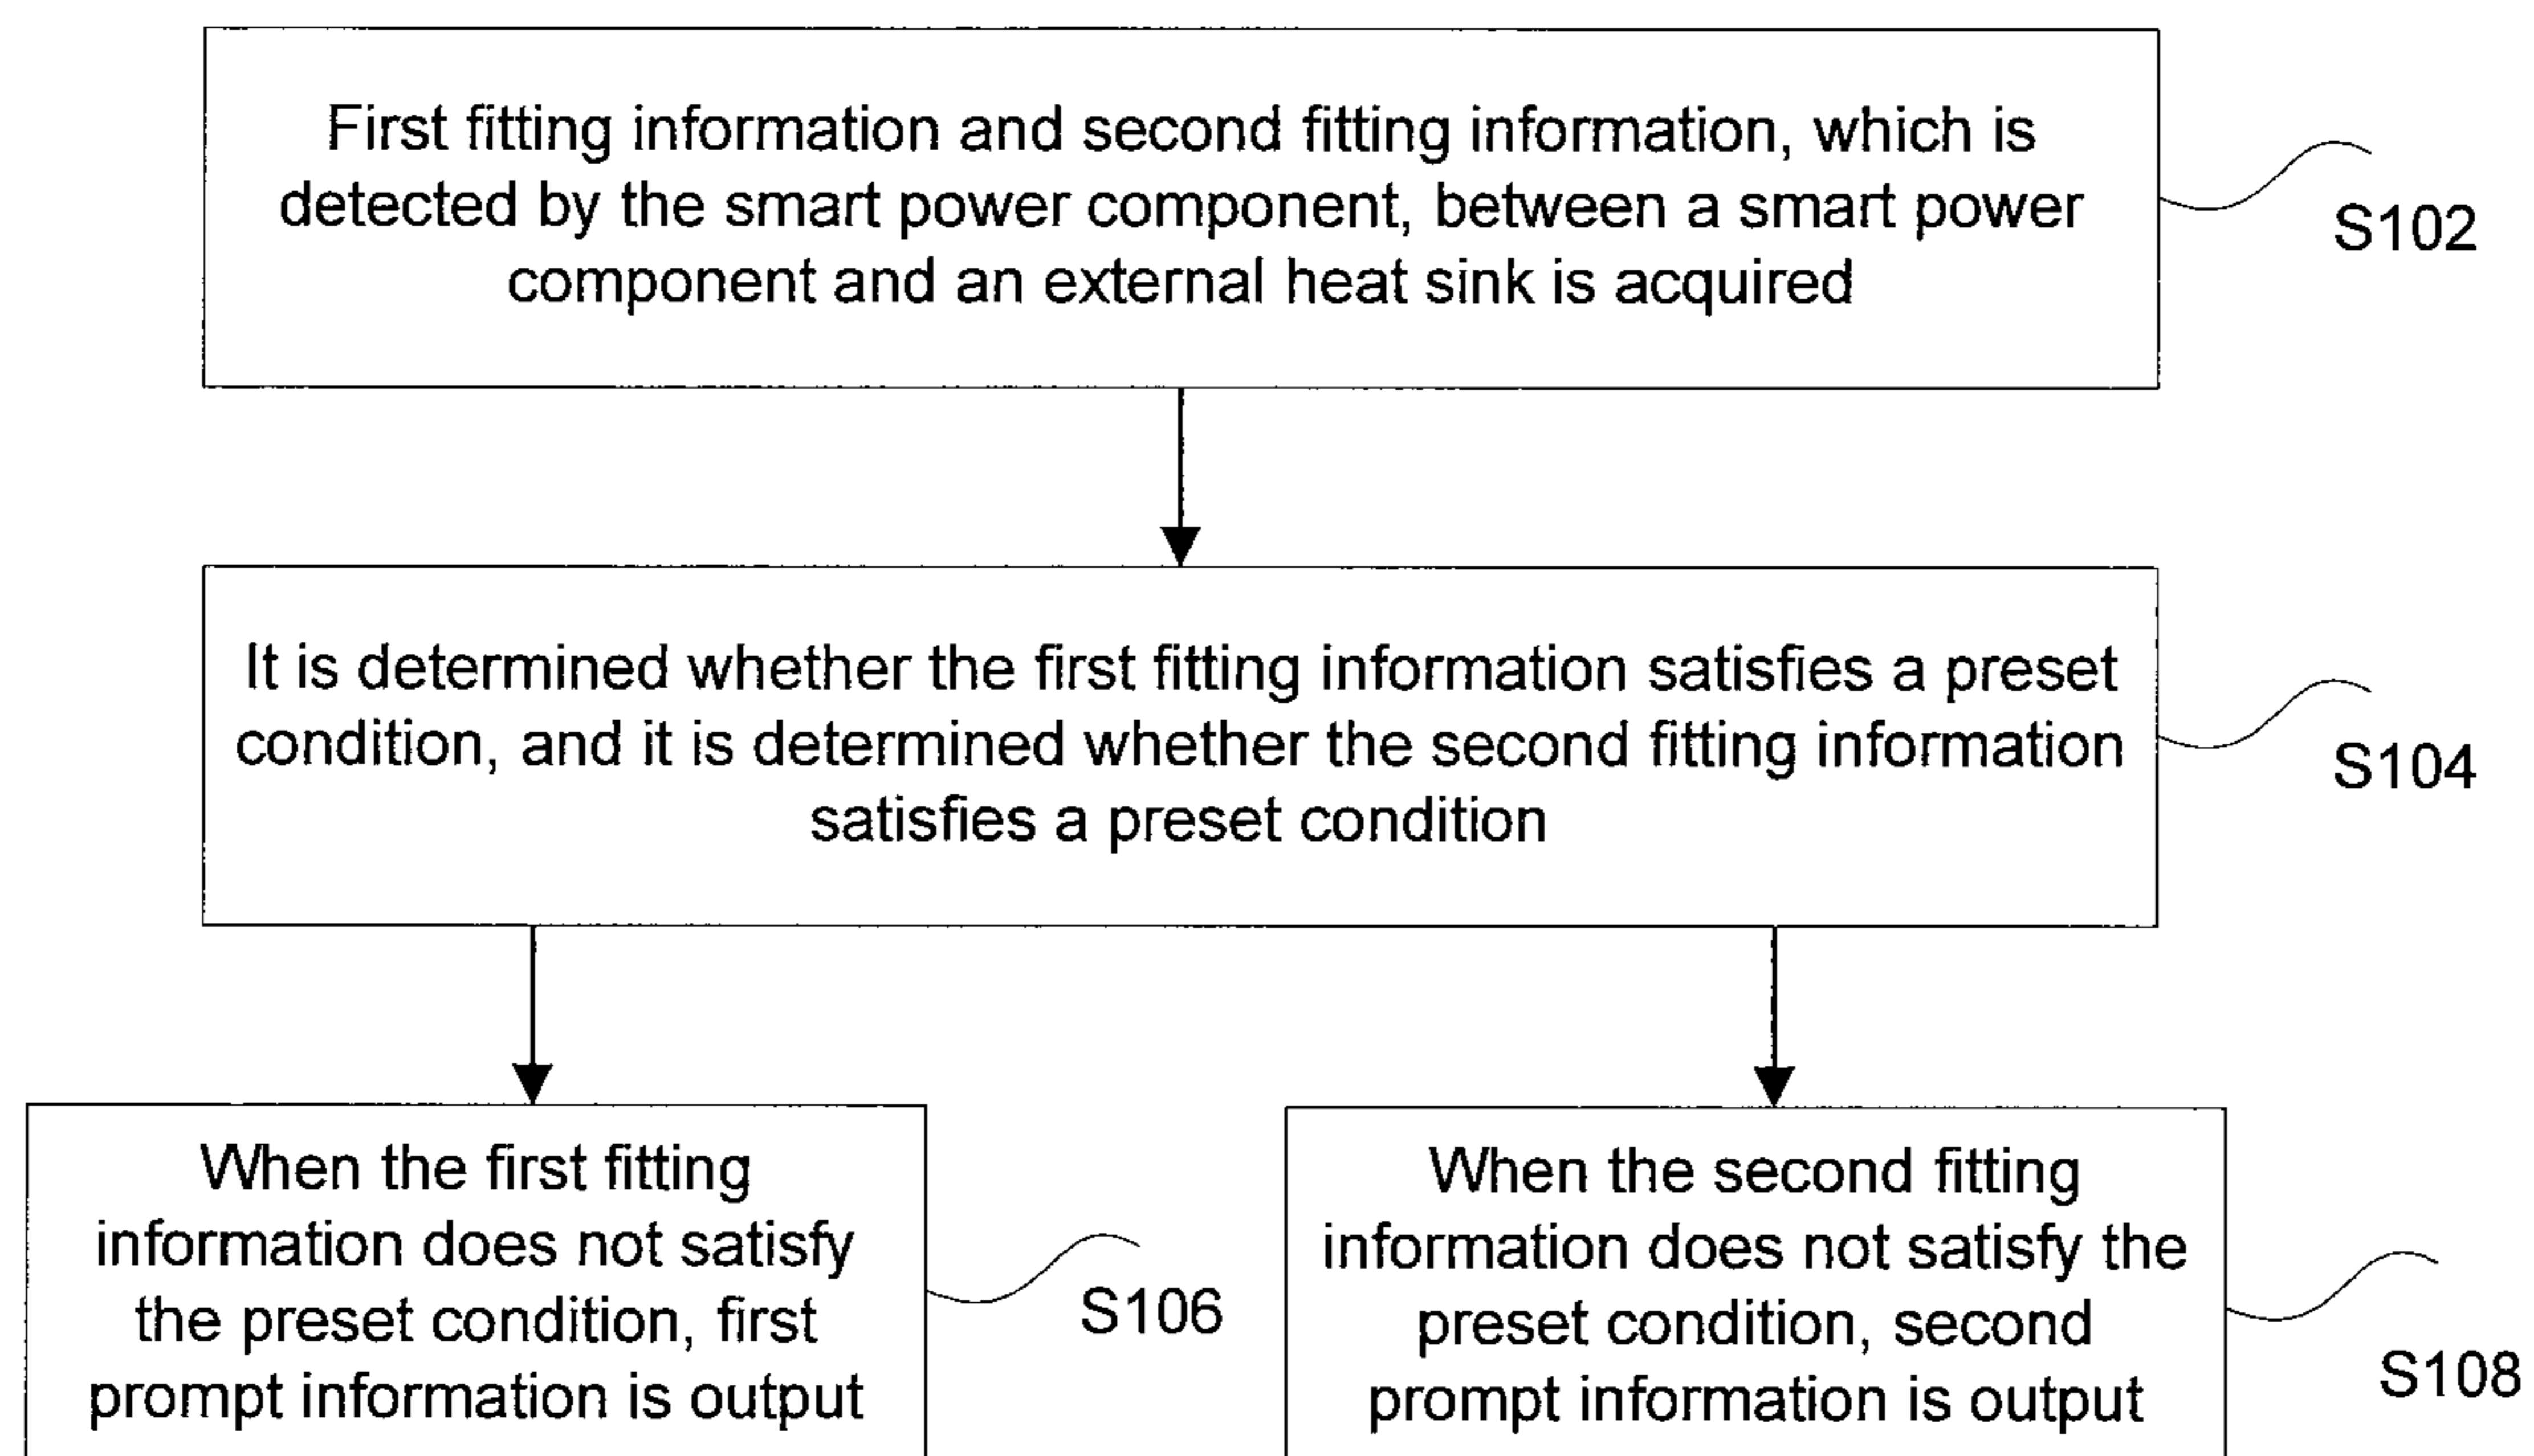 First fitting information and second fitting information, which is
detected by the smart power component, between a smart power
component and an external heat sink is acquired
S102
It is determined whether the first fitting information satisfies a preset
condition, and it is determined whether the second fitting information
satisfies a preset condition
S104
When the first fitting
information does not satisfy
the preset condition, first
prompt information is output
S106
When the second fitting
information does not satisfy the
preset condition, second
prompt information is output
S108